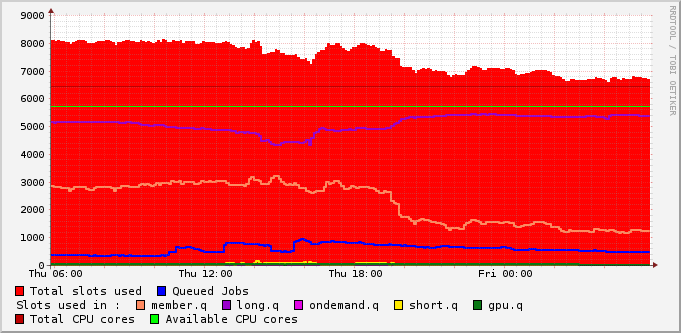 9000
8000
7000
6000
5000
4000
3000
2000
1000
0
Thu 06:00 Thu 12:00 Thu 18:00 Fri 00:00
RRDTOOL / TOBI OETIKER
Total slots used Queued Jobs
Slots used in : member.q long.q ondemand.q short.q gpu.q
Total CPU cores Available CPU cores